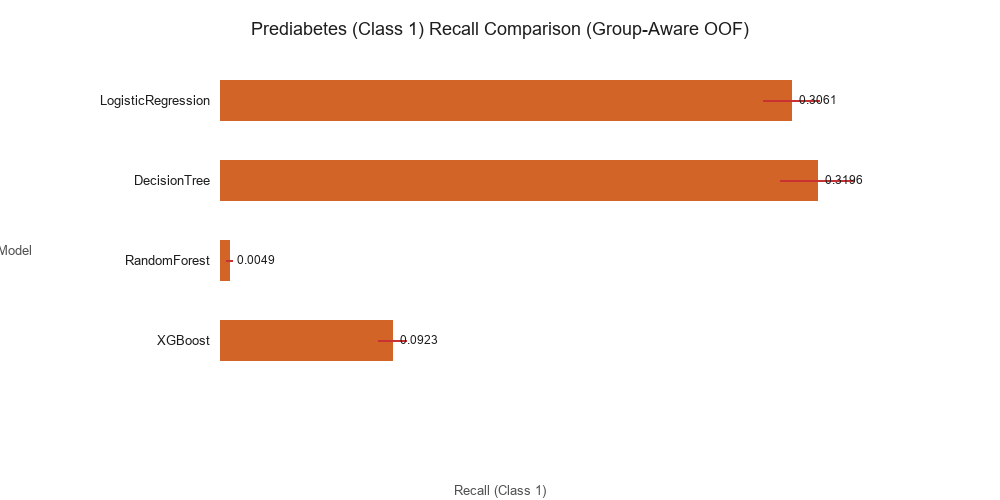 Prediabetes (Class 1) Recall Comparison (Group-Aware OOF)
LogisticRegression
0.3061
DecisionTree
0.3196
Model
RandomForest
0.0049
XGBoost
0.0923
Recall (Class 1)